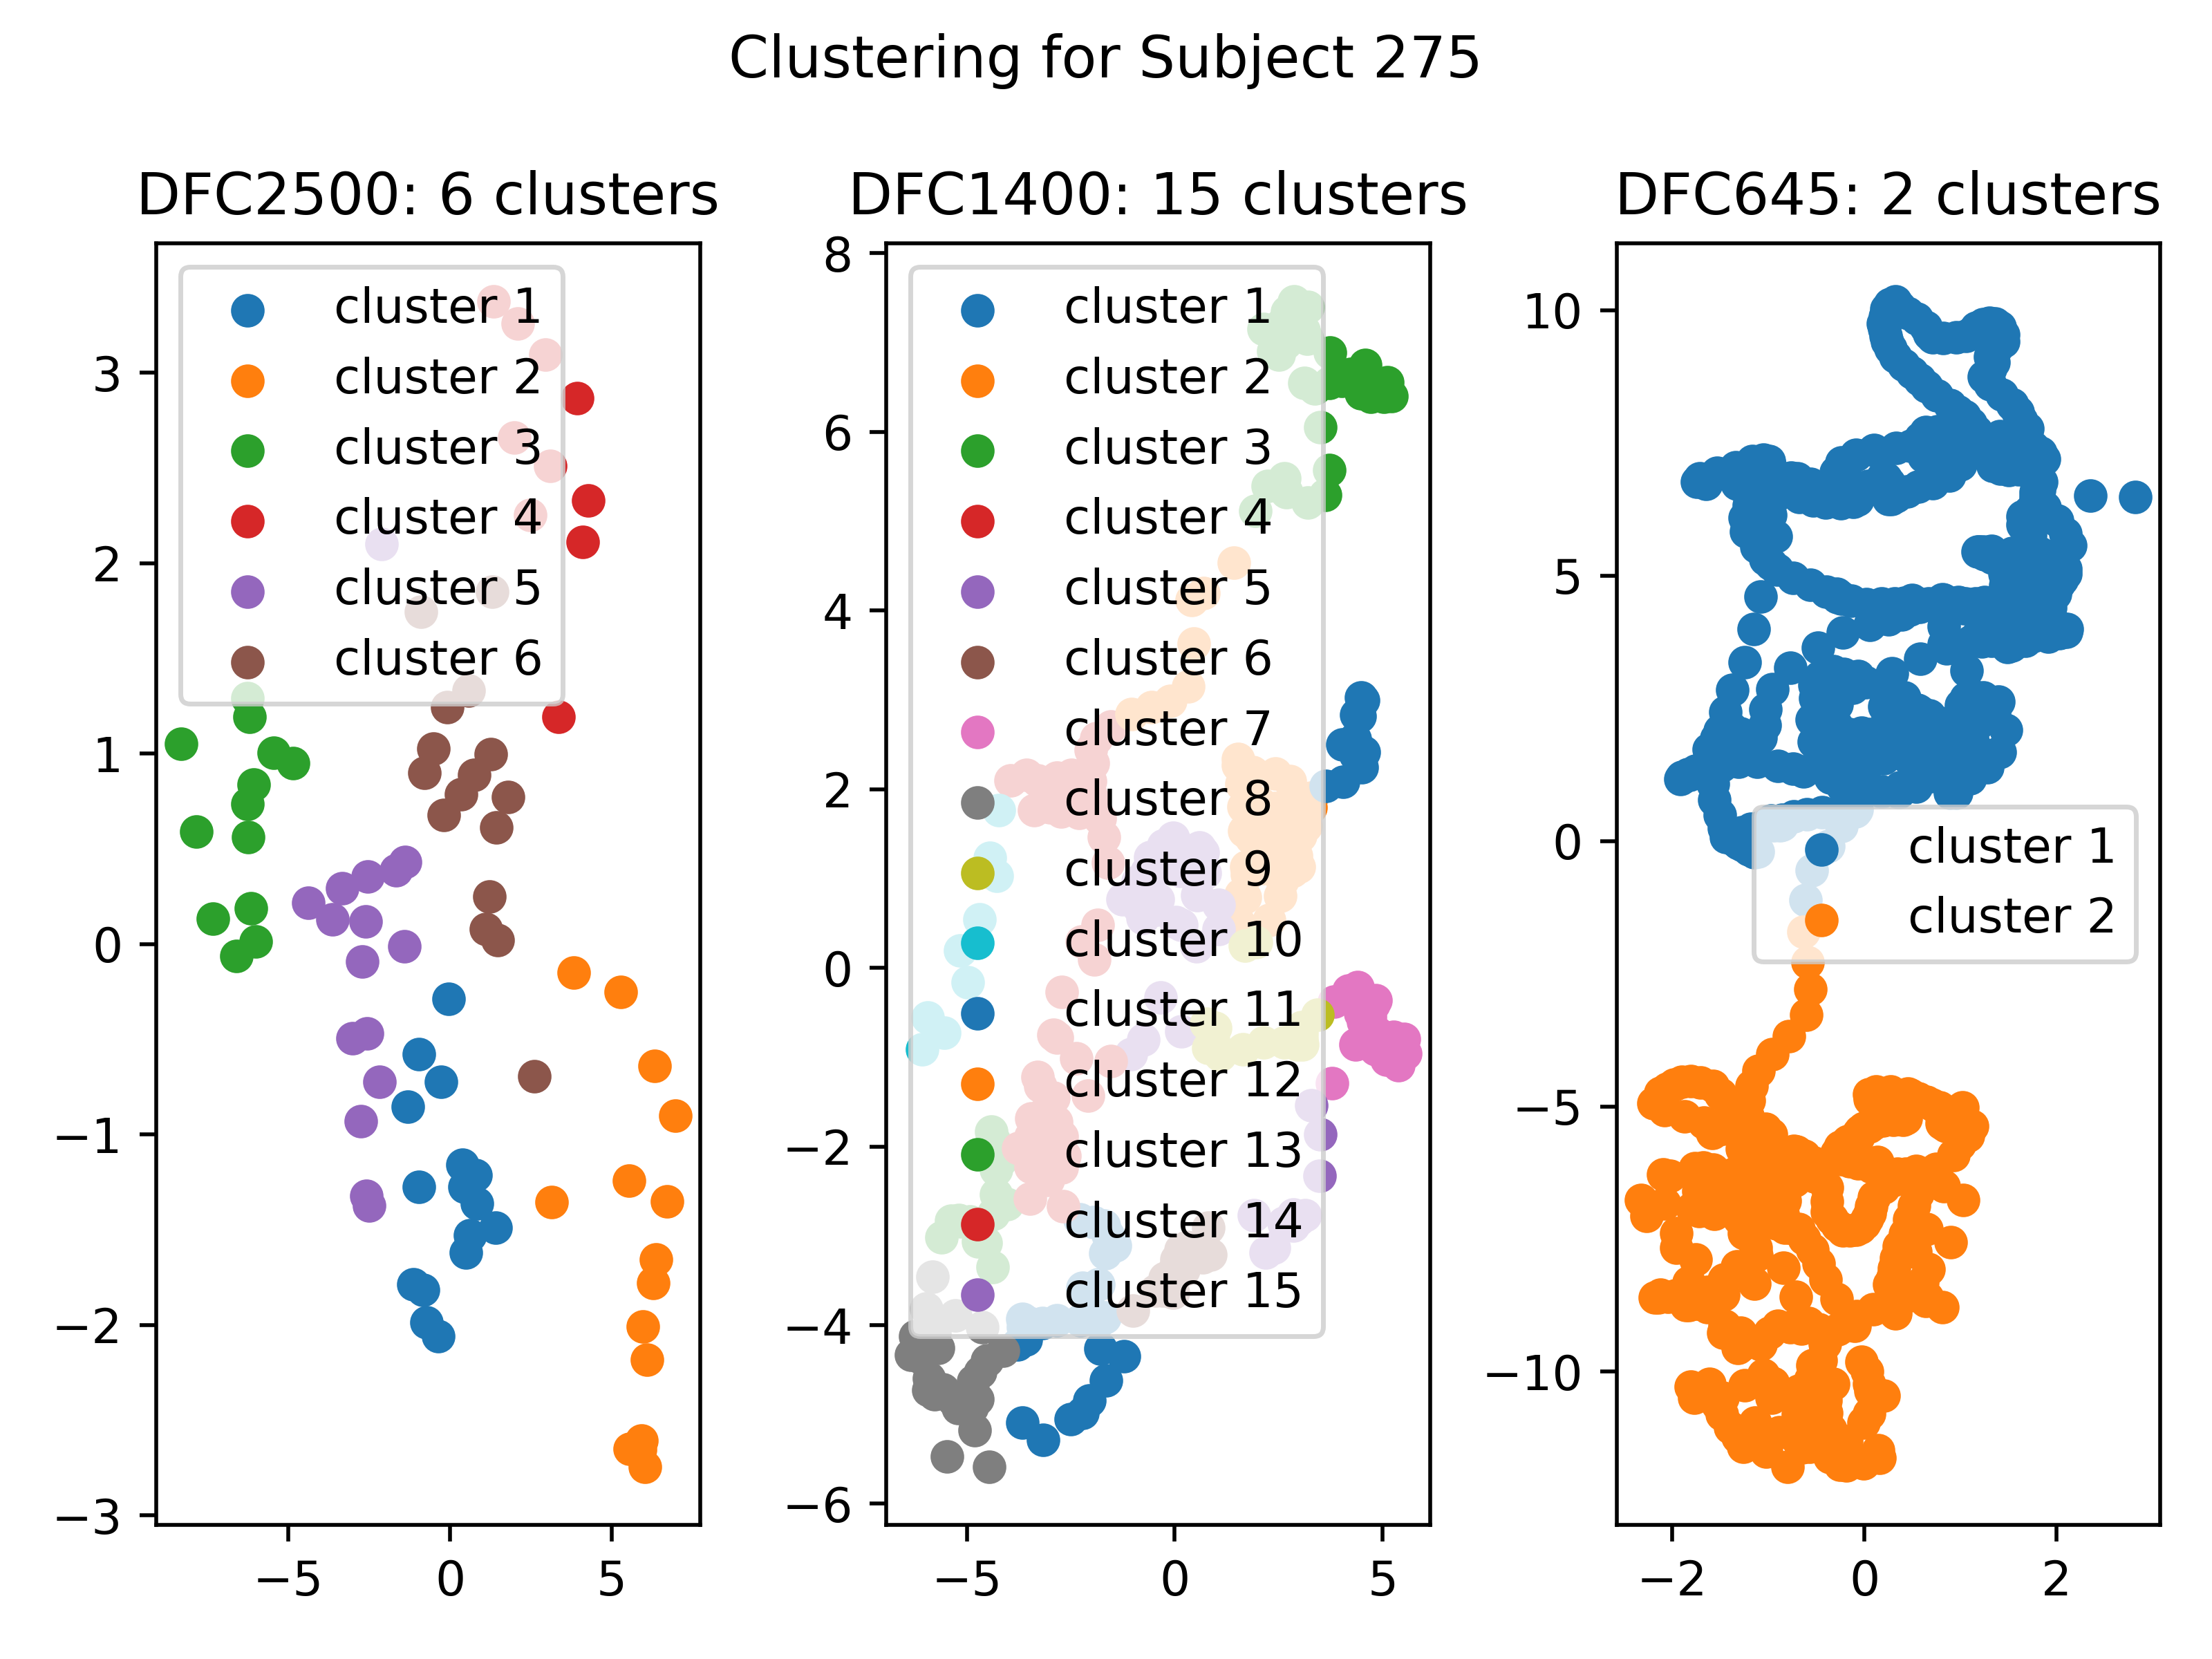 Clustering for Subject 275
DFC2500: 6 clusters
cluster 1
cluster 2
cluster 3
cluster 4
cluster 5
cluster 6
3
2
1
0
−1
−2
−3
−5
0
5
DFC1400: 15 clusters
cluster 1
cluster 2
cluster 3
cluster 4
cluster 5
cluster 6
cluster 7
cluster 8
cluster 9
cluster 10
cluster 11
cluster 12
cluster 13
cluster 14
cluster 15
8
6
4
2
0
−2
−4
−6
−5
0
5
DFC645: 2 clusters
cluster 1
cluster 2
10
5
0
−5
−10
−2
0
2